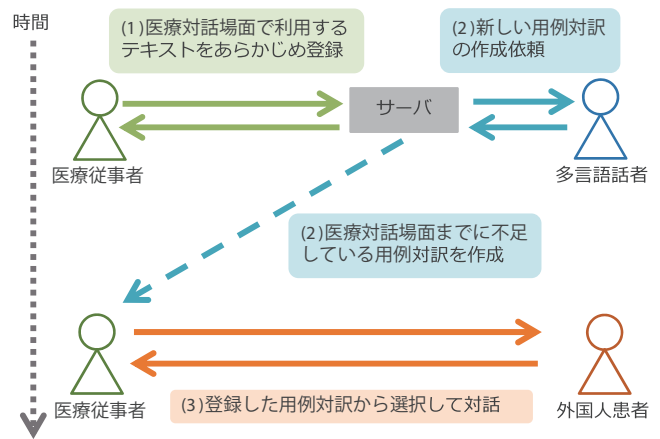 時間
(1)医療対話場面で利用する
テキストをあらかじめ登録
(2)新しい用例対訳
の作成依頼
サーバ
医療従事者
多言語話者
(2)医療対話場面までに不足
している用例対訳を作成
医療従事者
(3)登録した用例対訳から選択して対話
外国人患者